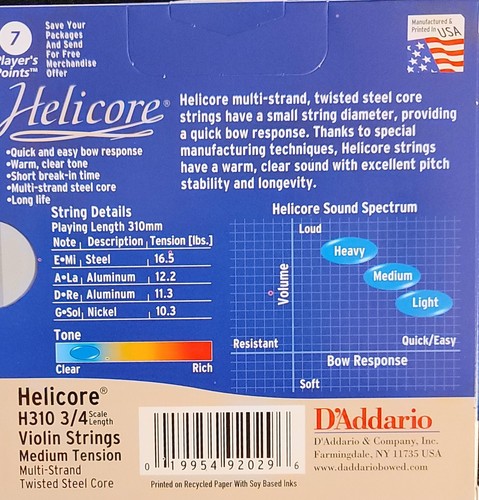 7
Player's
Points™
Save Your
Packages
And Send
For Free
Merchandise
Offer
Manufactured &
Printed in USA
Helicore®
•Quick and easy bow response
•Warm, clear tone
•Short break-in time
•Multi-strand steel core
•Long life
Helicore multi-strand, twisted steel core
strings have a small string diameter, providing
a quick bow response. Thanks to special
manufacturing techniques, Helicore strings
have a warm, clear sound with excellent pitch
stability and longevity.
String Details
Playing Length 310mm
Note Description Tension [lbs.]
E•Mi Steel 16.5
A•La Aluminum 12.2
D•Re Aluminum 11.3
G•Sol Nickel 10.3
Tone
Clear Rich
Helicore Sound Spectrum
Loud
Heavy
Medium
Light
Volume
Resistant Quick/Easy
Bow Response
Soft
Helicore®
H310 3/4 Scale Length
Violin Strings
Medium Tension
Multi-Strand
Twisted Steel Core
0 19954 92029 6
Printed on Recycled Paper With Soy Based Inks
D'Addario
D'Addario & Company, Inc.
Farmingdale, NY 11735 USA
www.daddariobowed.com